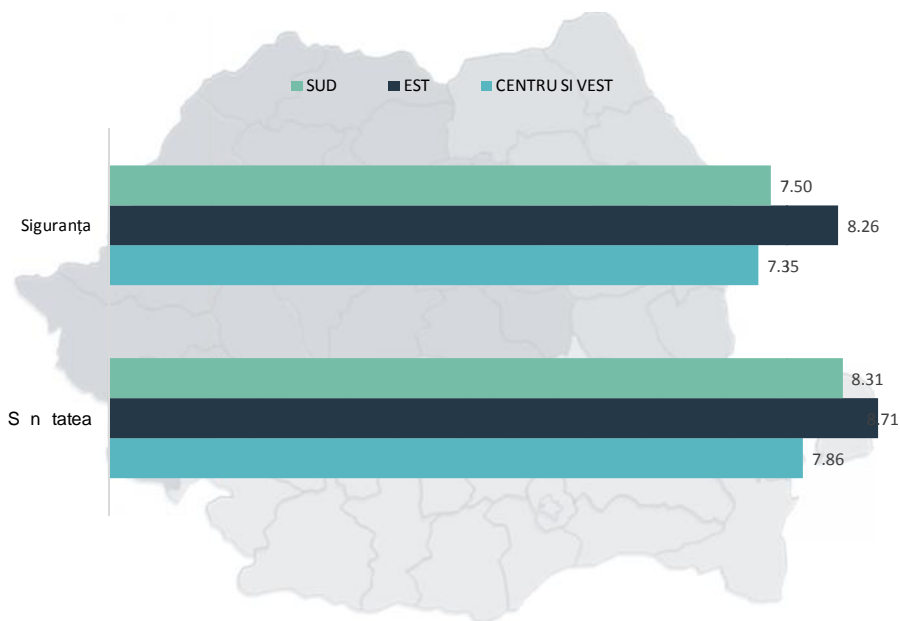 SUD EST CENTRU SI VEST
7.50
Siguranța 8.26
7.35
8.31
S n tatea 8.71
7.86